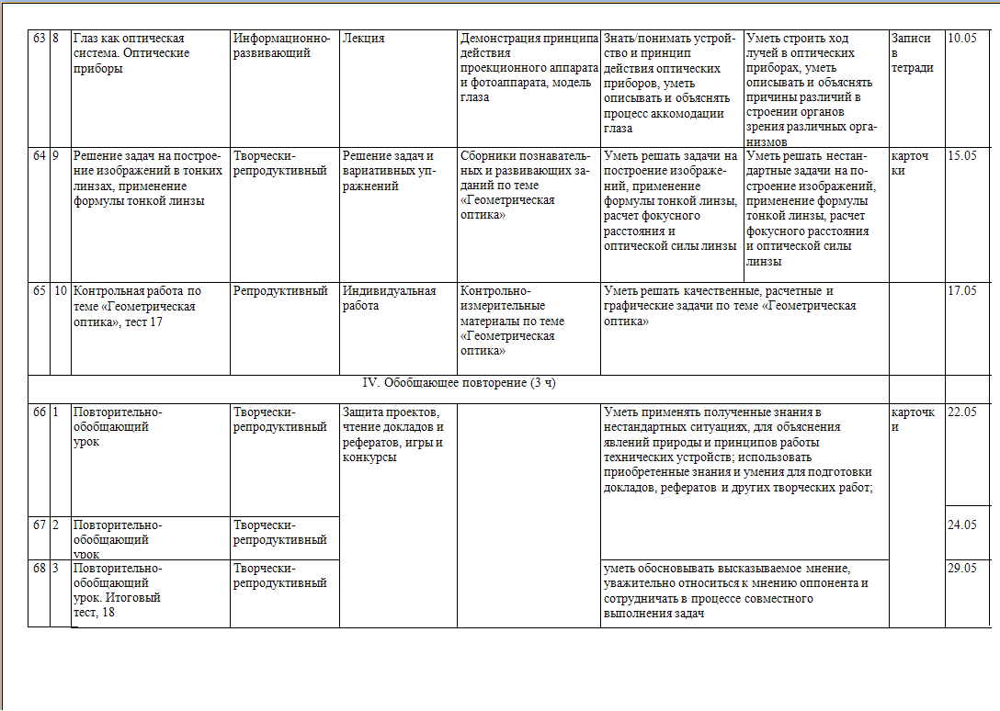 63
8
Глаз как оптическая
система. Оптические
приборы
Информационно-
развивающий
Лекция
Демонстрация принципа
действия
проекционного аппарата
и фотоаппарата, модель
глаза
Знать/понимать устрой-
ство и принцип
действия оптических
приборов, уметь
описывать и объяснять
процесс аккомодации
глаза
Уметь строить ход
лучей в оптических
приборах, уметь
описывать и объяснять
причины различий в
строении органов
зрения различных орга-
низмов
Записи
в
тетради
10.05
64
9
Решение задач на построе-
ние изображений в тонких
линзах, применение
формулы тонкой линзы
Творчески-
репродуктивный
Решение задач и
вариативных уп-
ражнений
Сборники познаватель-
ных и развивающих за-
даний по теме
«Геометрическая
оптика»
Уметь решать задачи на
построение изображе-
ний, применение
формулы тонкой линзы,
расчет фокусного
расстояния и
оптической силы линзы
Уметь решать нестан-
дартные задачи на по-
строение изображений,
применение формулы
тонкой линзы, расчет
фокусного расстояния
и оптической силы
линзы
карточ
ки
15.05
65
10
Контрольная работа по
теме «Геометрическая
оптика», тест 17
Репродуктивный
Индивидуальная
работа
Контрольно-
измерительные
материалы по теме
«Геометрическая
оптика»
Уметь решать качественные, расчетные и
графические задачи по теме «Геометрическая
оптика»
17.05
IV. Обобщающее повторение (3 ч)
66
1
Повторительно-
обобщающий
урок
Творчески-
репродуктивный
Защита проектов,
чтение докладов и
рефератов, игры и
конкурсы
Уметь применять полученные знания в
нестандартных ситуациях, для объяснения
явлений природы и принципов работы
технических устройств; использовать
приобретенные знания и умения для подготовки
докладов, рефератов и других творческих работ;
карточк
и
22.05
67
2
Повторительно-
обобщающий
урок
Творчески-
репродуктивный
24.05
68
3
Повторительно-
обобщающий
урок. Итоговый
тест, 18
Творчески-
репродуктивный
уметь обосновывать высказываемое мнение,
уважительно относиться к мнению оппонента и
сотрудничать в процессе совместного
выполнения задач
29.05